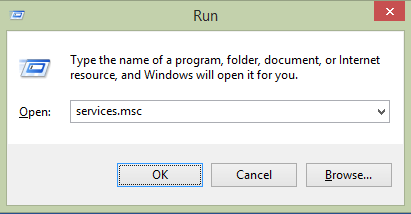 Run
Type the name of a program, folder, document, or Internet
resource, and Windows will open it for you.
Open: services.msc
OK Cancel Browse...